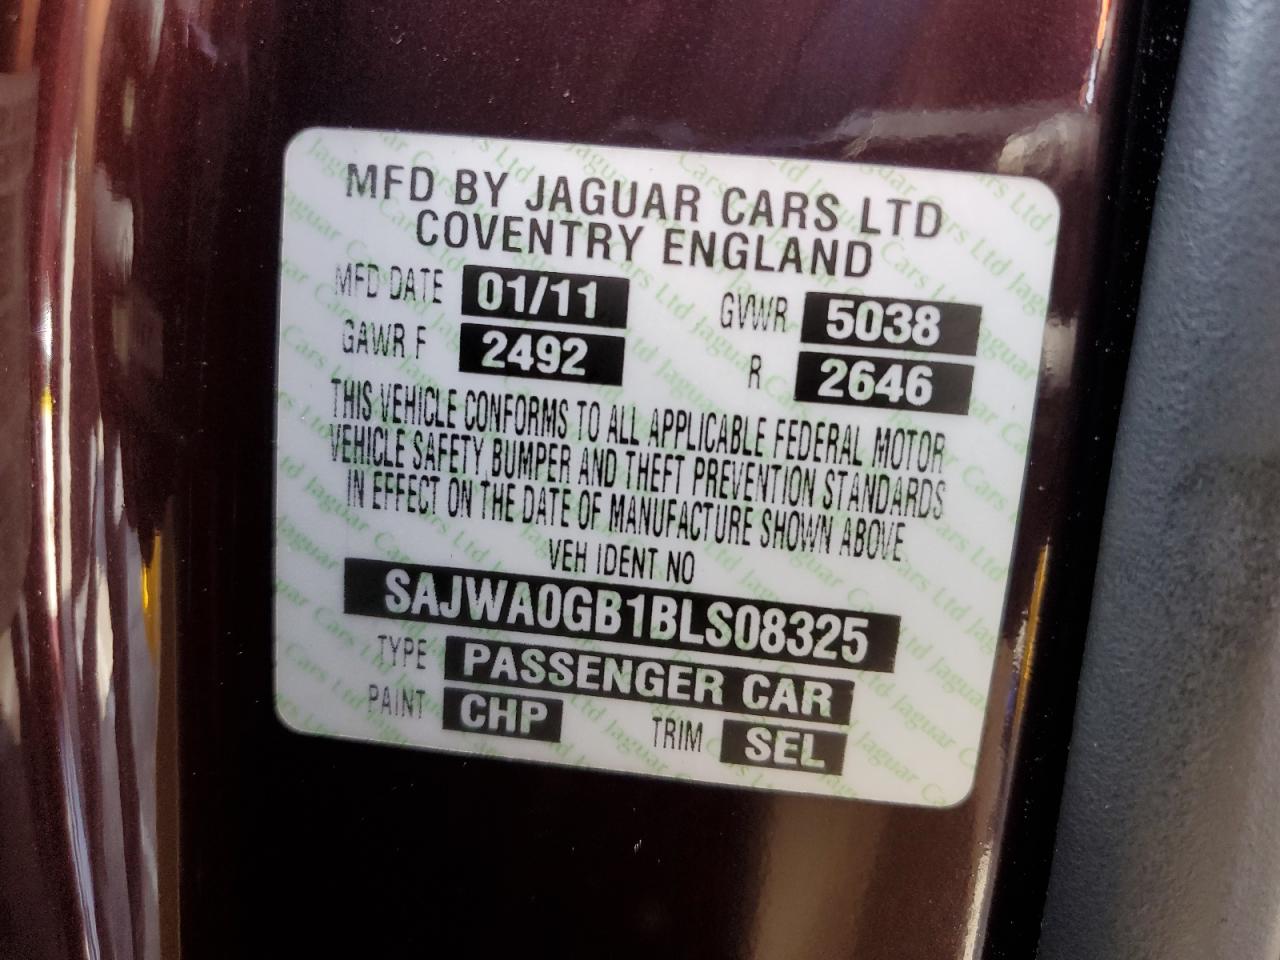 MFD BY JAGUAR CARS LTD
COVENTRY ENGLAND
MFD DATE 01/11 GVWR 5038
GAWR F 2492 R 2646
THIS VEHICLE CONFORMS TO ALL APPLICABLE FEDERAL MOTOR
VEHICLE SAFETY, BUMPER AND THEFT PREVENTION STANDARDS
IN EFFECT ON THE DATE OF MANUFACTURE SHOWN ABOVE.
VEH IDENT NO
SAJWA0GB1BLS08325
TYPE PASSENGER CAR
PAINT CHP TRIM SEL